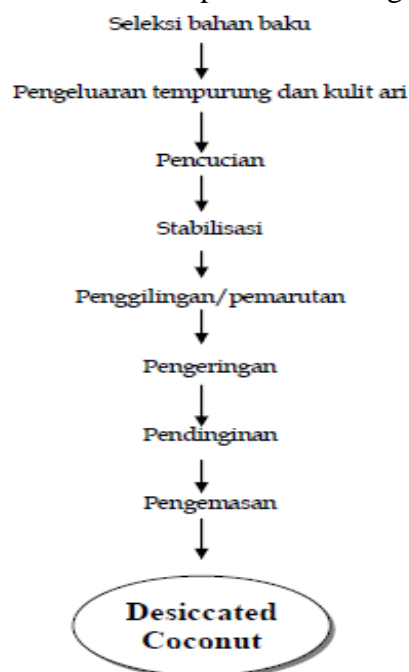 Seleksi bahan baku
Pengeluaran tempurung dan kulit ari
Pencucian
Stabilisasi
Penggilingan/pemarutan
Pengeringan
Pendinginan
Pengemasan
Desiccated
Coconut